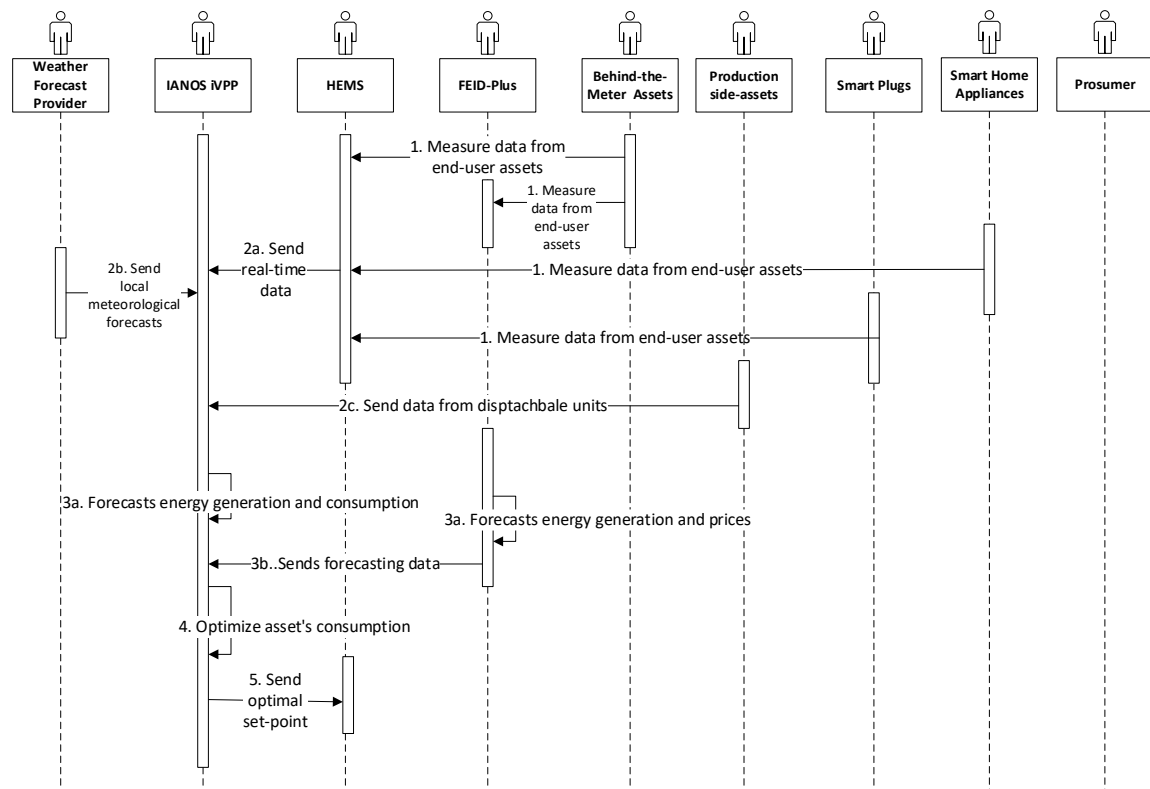 Weather
Forecast
Provider
IANOS iVPP
HEMS
FEID-Plus
Behind-the-
Meter Assets
Production
side-assets
Smart Plugs
Smart Home
Appliances
Prosumer
1. Measure data from
end-user assets
1. Measure
data from
end-user
assets
2a. Send
real-time
data
1. Measure data from end-user assets
2b. Send
local
meteorological
forecasts
1. Measure data from end-user assets
2c. Send data from disptachbale units
3a. Forecasts energy generation and consumption
3a. Forecasts energy generation and prices
3b..Sends forecasting data
4. Optimize asset's consumption
5. Send
optimal
set-point